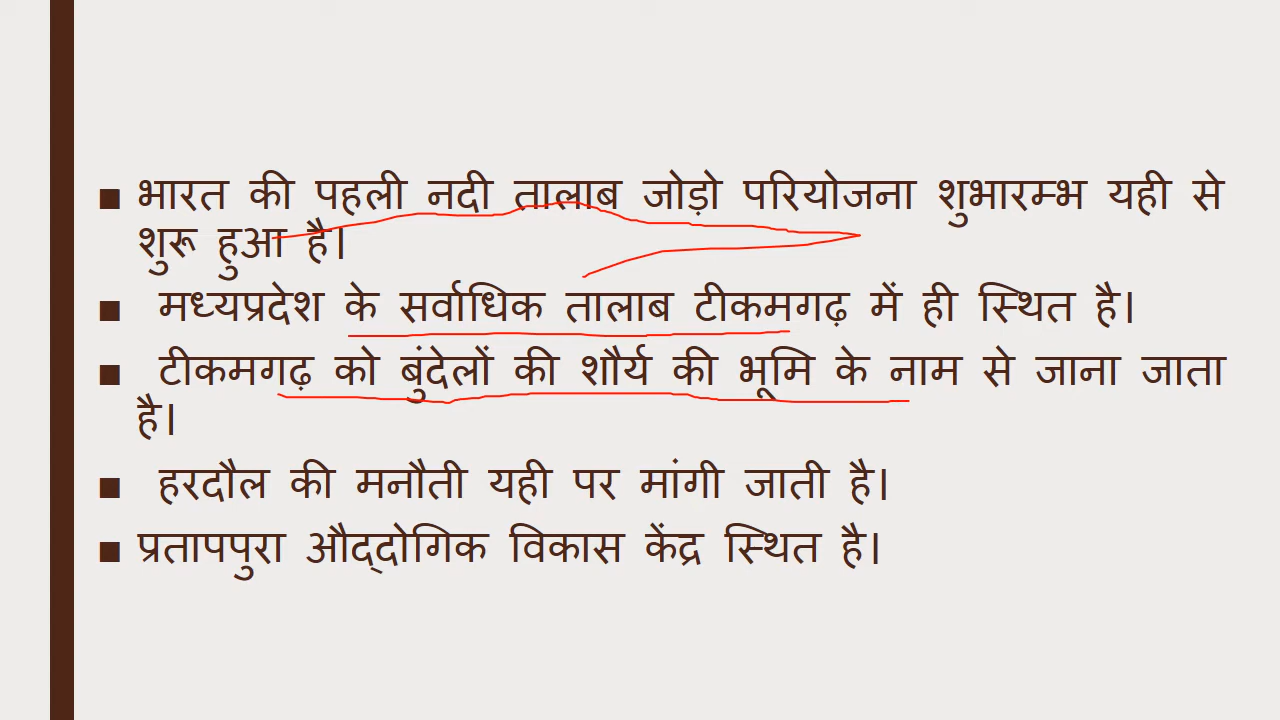 ▪ भारत की पहली नदी तालाब जोड़ो परियोजना शुभारम्भ यही से
शुरू हुआ है।
▪ मध्यप्रदेश के सर्वाधिक तालाब टीकमगढ़ में ही स्थित है।
▪ टीकमगढ़ को बुंदेलों की शौर्य की भूमि के नाम से जाना जाता
है।
▪ हरदौल की मनौती यही पर मांगी जाती है।
▪ प्रतापपुरा औद्दोगिक विकास केंद्र स्थित है।